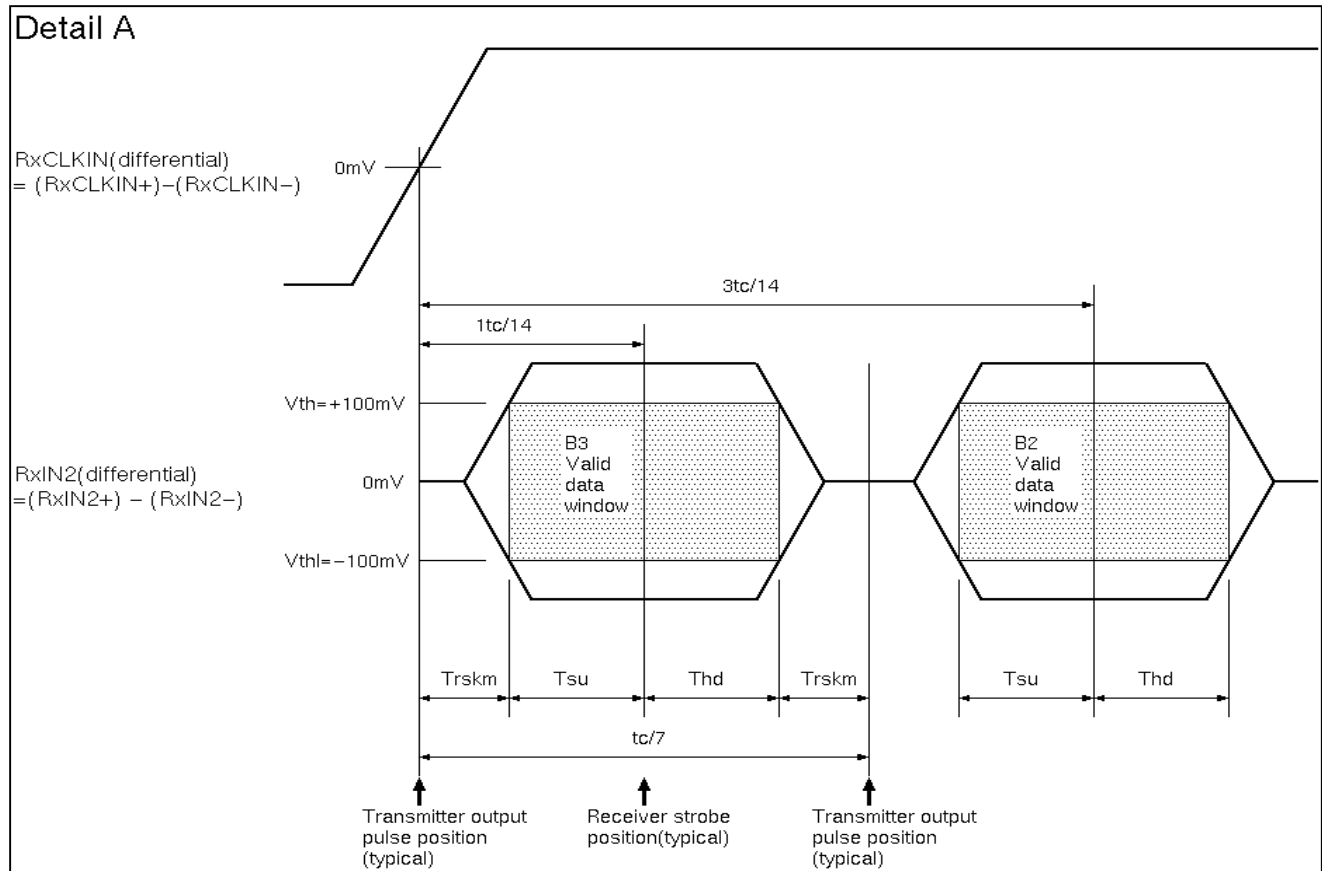 Detail A
RxCLKIN(differential)
= (RxCLKIN+)−(RxCLKIN−)
0mV
3tc/14
1tc/14
Vth=+100mV
RxIN2(differential)
=(RxIN2+) − (RxIN2−)
0mV
Vthl=−100mV
B3
Valid
data
window
B2
Valid
data
window
Trskm
Tsu
Thd
Trskm
Tsu
Thd
tc/7
Transmitter output
pulse position
(typical)
Receiver strobe
position(typical)
Transmitter output
pulse position
(typical)